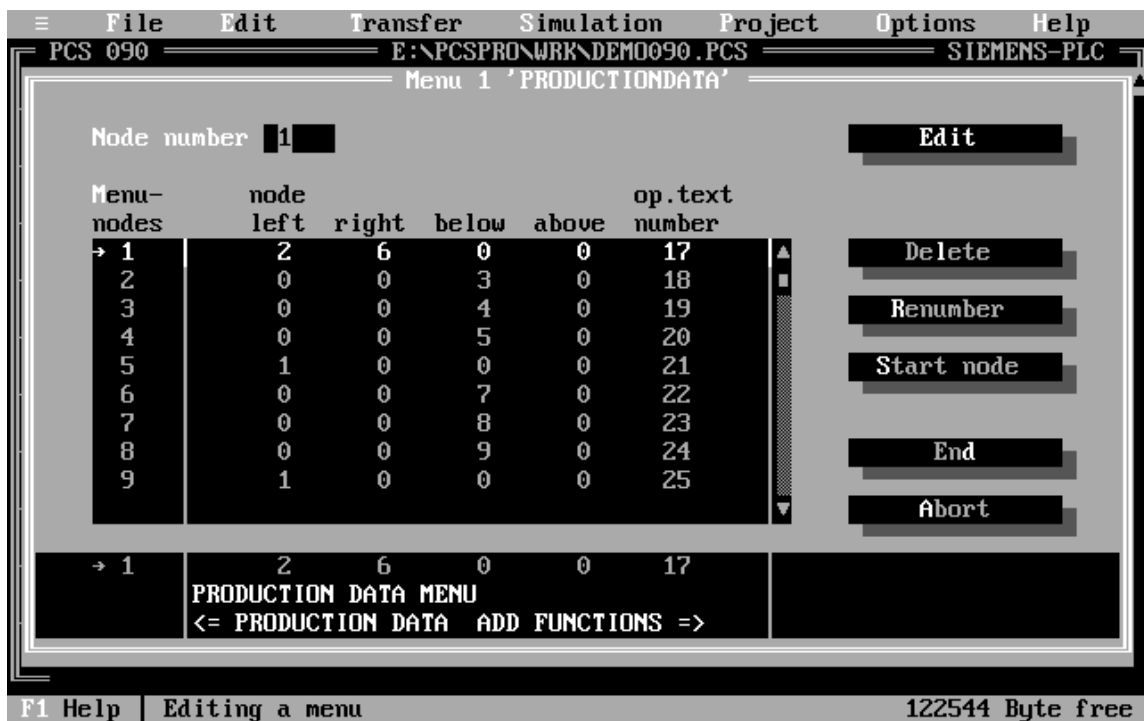 ≡ File Edit Transfer Simulation Project Options Help
PCS 090 E:\PCSPRO\WRK\DEMO090.PCS SIEMENS-PLC
Menu 1 'PRODUCTIONDATA'
Node number 1 Edit
Menu- node op.text
nodes left right below above number
→ 1 2 6 0 0 17 Delete
2 0 0 3 0 18
3 0 0 4 0 19 Renumber
4 0 0 5 0 20
5 1 0 0 0 21 Start node
6 0 0 7 0 22
7 0 0 8 0 23
8 0 0 9 0 24 End
9 1 0 0 0 25
Abort
→ 1 2 6 0 0 17
PRODUCTION DATA MENU
<= PRODUCTION DATA ADD FUNCTIONS =>
F1 Help │ Editing a menu 122544 Byte free